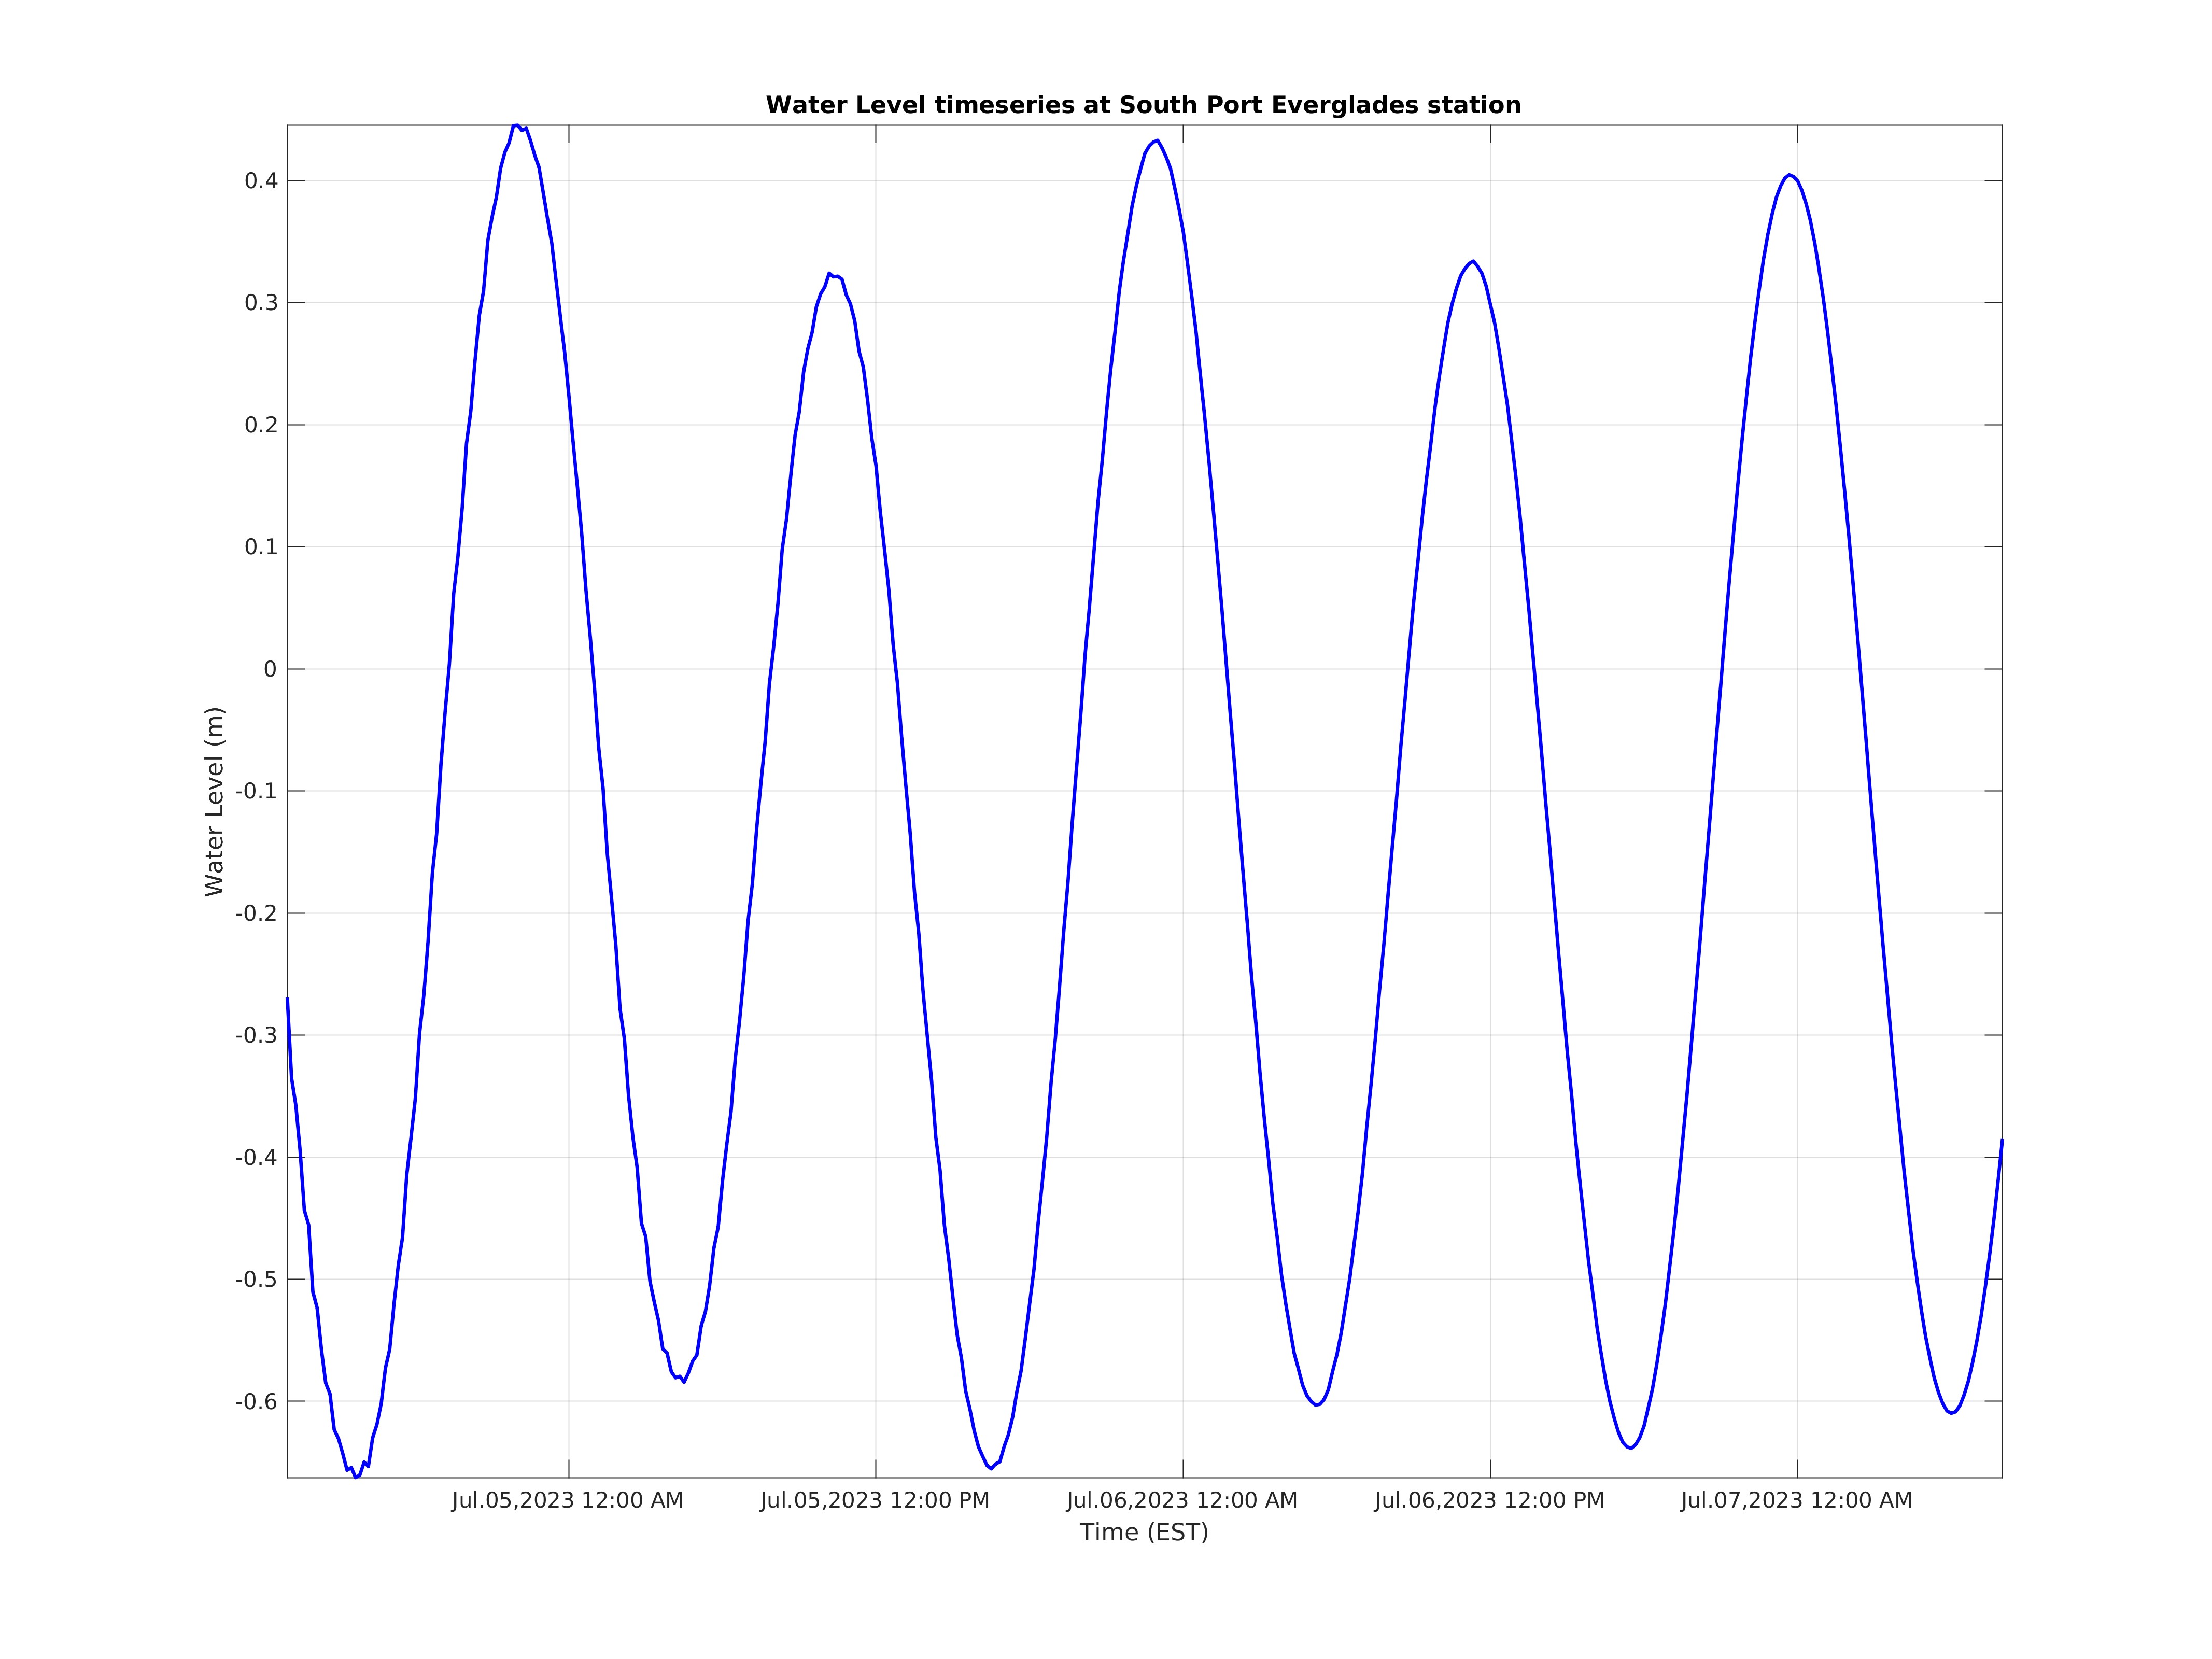 Water Level timeseries at South Port Everglades station
0.4
0.3
0.2
0.1
0
-0.1
-0.2
-0.3
-0.4
-0.5
-0.6
Water Level (m)
Jul.05,2023 12:00 AM
Jul.05,2023 12:00 PM
Jul.06,2023 12:00 AM
Jul.06,2023 12:00 PM
Jul.07,2023 12:00 AM
Time (EST)